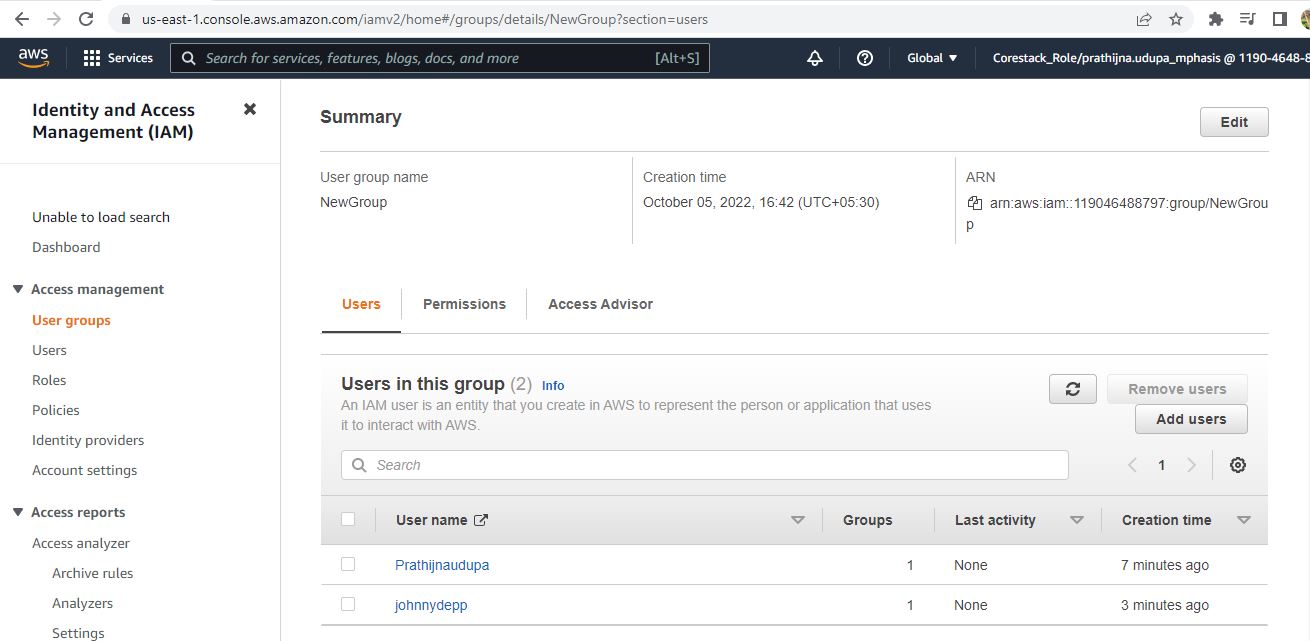 us-east-1.console.aws.amazon.com/iamv2/home#/groups/details/NewGroup?section=users
aws
Services
Search for services, features, blogs, docs, and more
[Alt+S]
Global
Corestack_Role/prathijna.udupa_mphasis @ 1190-4648-8
Identity and Access
Management (IAM)
Unable to load search
Dashboard
Access management
User groups
Users
Roles
Policies
Identity providers
Account settings
Access reports
Access analyzer
Archive rules
Analyzers
Settings
Summary
Edit
User group name
NewGroup
Creation time
October 05, 2022, 16:42 (UTC+05:30)
ARN
arn:aws:iam::119046488797:group/NewGrou
p
Users
Permissions
Access Advisor
Users in this group (2) Info
An IAM user is an entity that you create in AWS to represent the person or application that uses
it to interact with AWS.
Remove users
Add users
Search
1
User name
Groups
Last activity
Creation time
Prathijnaudupa 1 None 7 minutes ago
johnnydepp 1 None 3 minutes ago